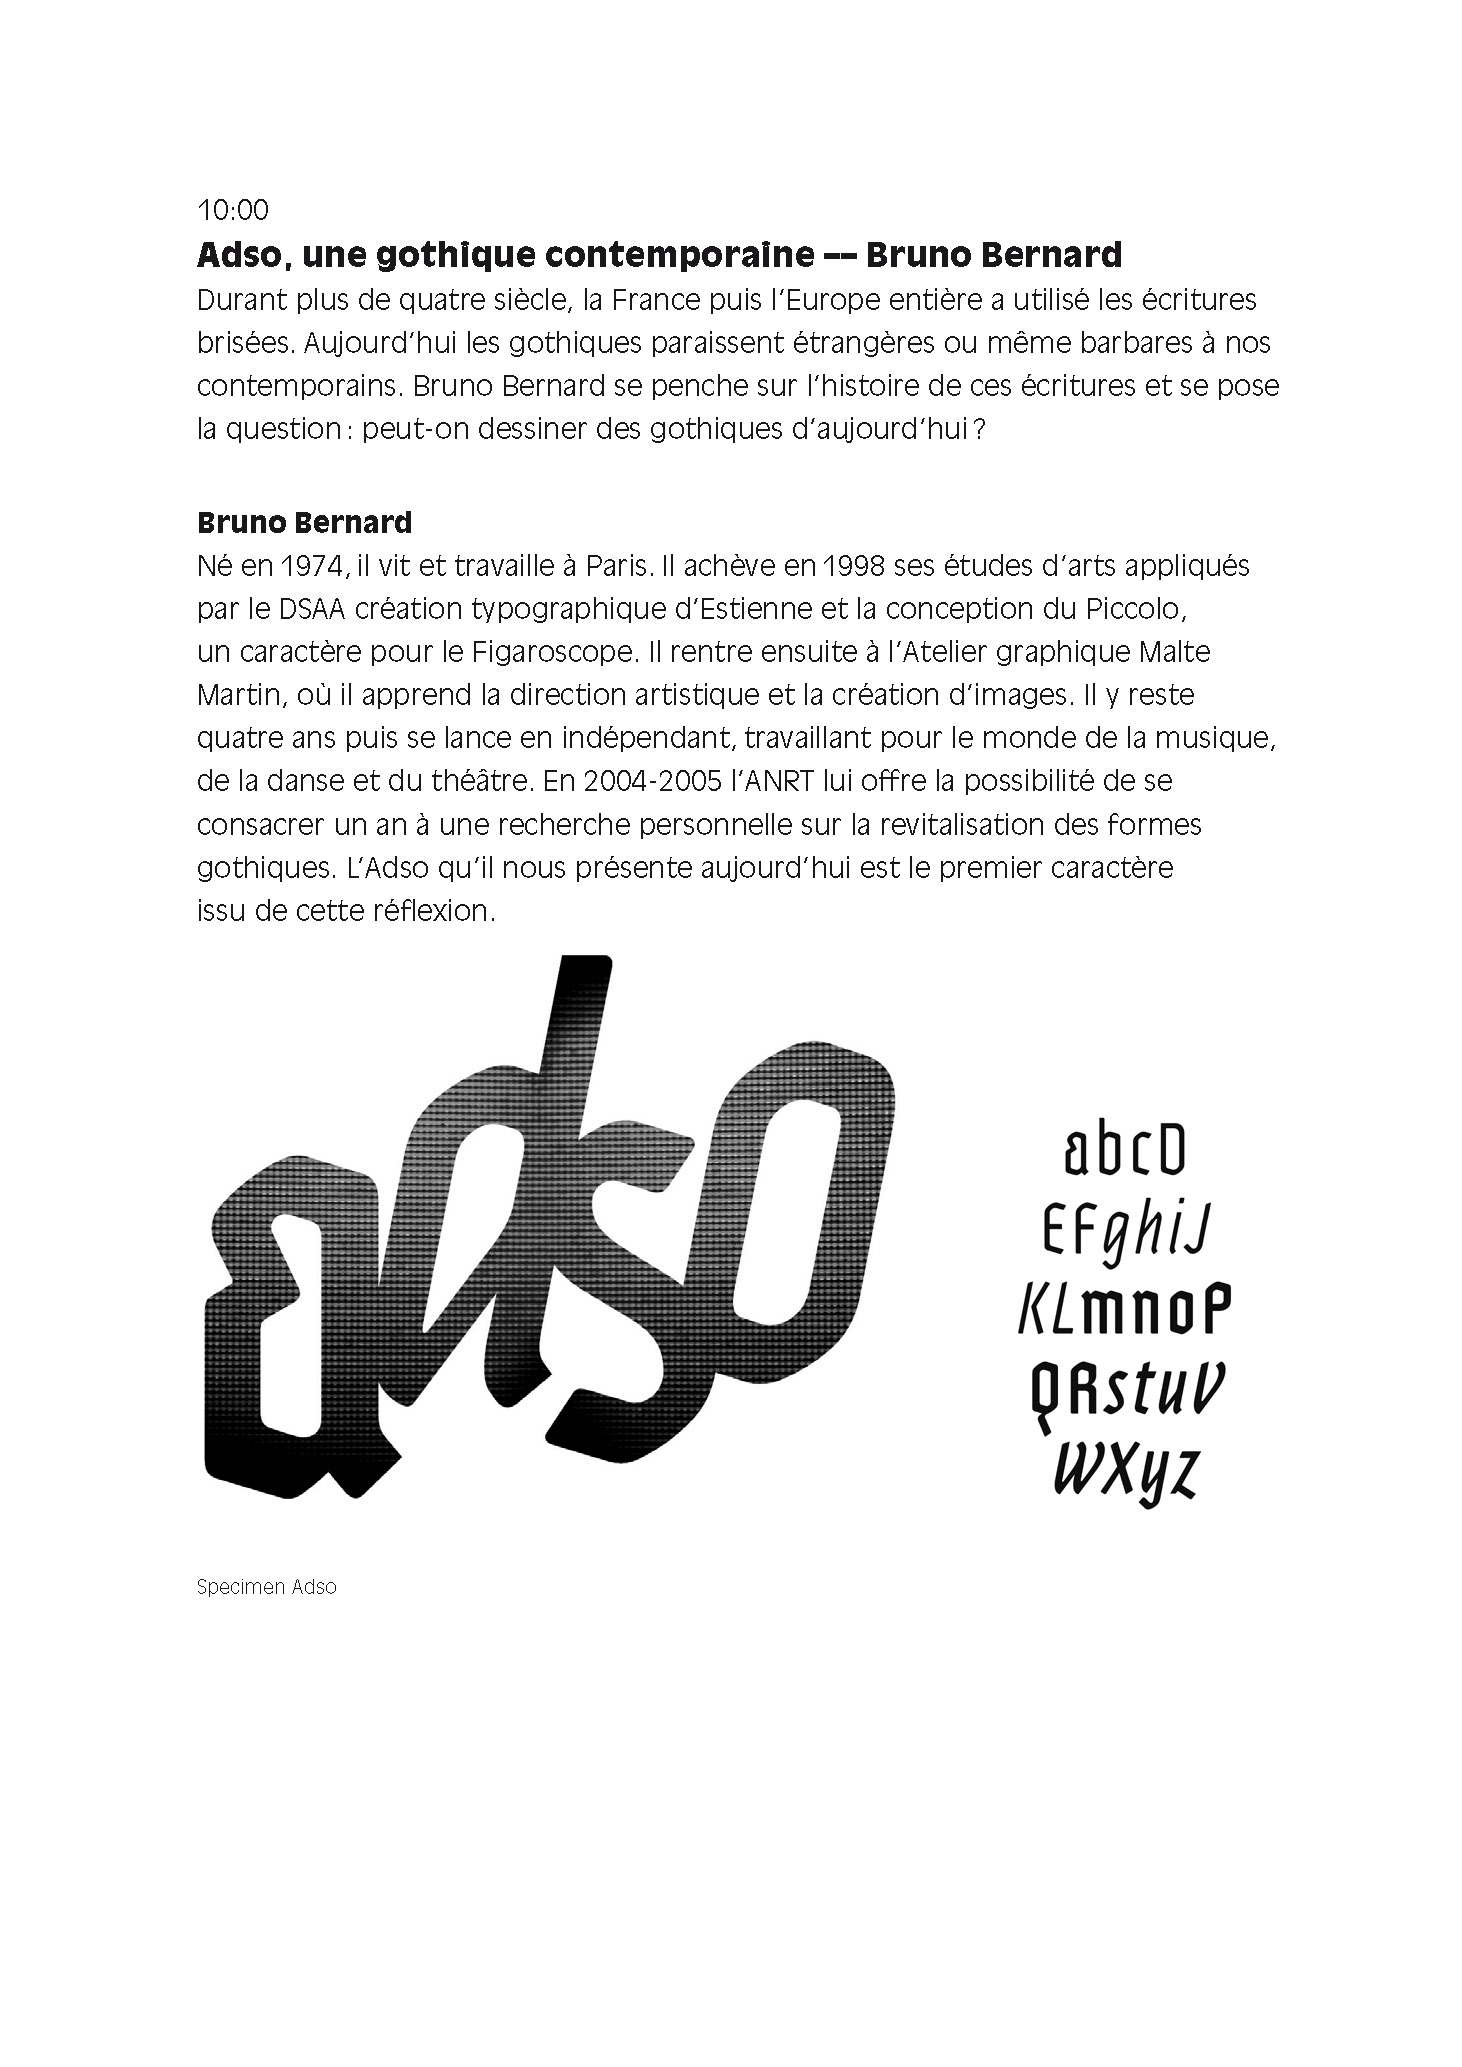 10:00
Adso, une gothique contemporaine –– Bruno Bernard
Durant plus de quatre siècle, la France puis l’Europe entière a utilisé les écritures
brisées. Aujourd’hui les gothiques paraissent étrangères ou même barbares à nos
contemporains. Bruno Bernard se penche sur l’histoire de ces écritures et se pose
la question : peut-on dessiner des gothiques d’aujourd’hui ?
Bruno Bernard
Né en 1974, il vit et travaille à Paris. Il achève en 1998 ses études d’arts appliqués
par le DSAA création typographique d’Estienne et la conception du Piccolo,
un caractère pour le Figaroscope. Il rentre ensuite à l’Atelier graphique Malte
Martin, où il apprend la direction artistique et la création d’images. Il y reste
quatre ans puis se lance en indépendant, travaillant pour le monde de la musique,
de la danse et du théâtre. En 2004-2005 l’ANRT lui offre la possibilité de se
consacrer un an à une recherche personnelle sur la revitalisation des formes
gothiques. L’Adso qu’il nous présente aujourd’hui est le premier caractère
issu de cette réflexion.
adso
abcD
EFghiJ
KLmnoP
QRstuV
WXyz
Specimen Adso